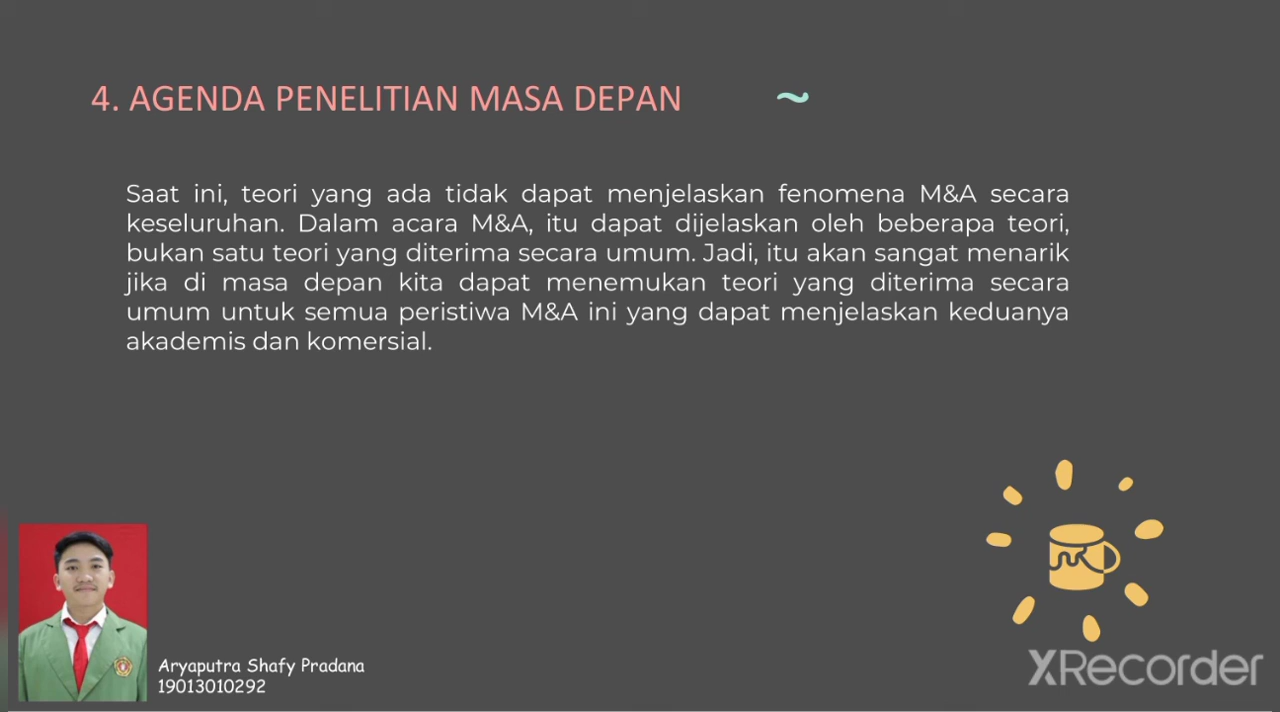 4. AGENDA PENELITIAN MASA DEPAN ~
Saat ini, teori yang ada tidak dapat menjelaskan fenomena M&A secara
keseluruhan. Dalam acara M&A, itu dapat dijelaskan oleh beberapa teori,
bukan satu teori yang diterima secara umum. Jadi, itu akan sangat menarik
jika di masa depan kita dapat menemukan teori yang diterima secara
umum untuk semua peristiwa M&A ini yang dapat menjelaskan keduanya
akademis dan komersial.
Aryaputra Shafy Pradana
19013010292
XRecorder